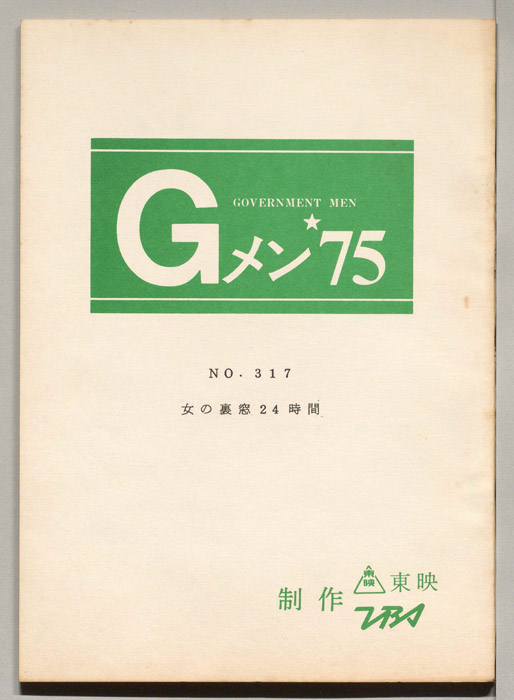 GOVERNMENT MEN
Gメン★75
NO. 317
女の裏窓24時間
制作 東映 東映
TBS